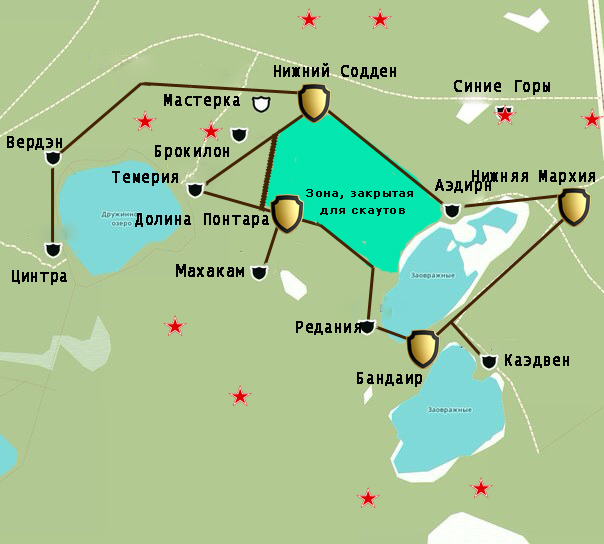 Нижний Содден
Синие Горы
Мастерка
Вердэн
Брокилон
Темерия
Нижняя Мархия
Аэдирн
Зона, закрытая
для скаутов
Дружинное
озеро
Долина Понтара
Цинтра
Махакам
Заовражные
Редания
Каэдвен
Бандаир
Заовражные